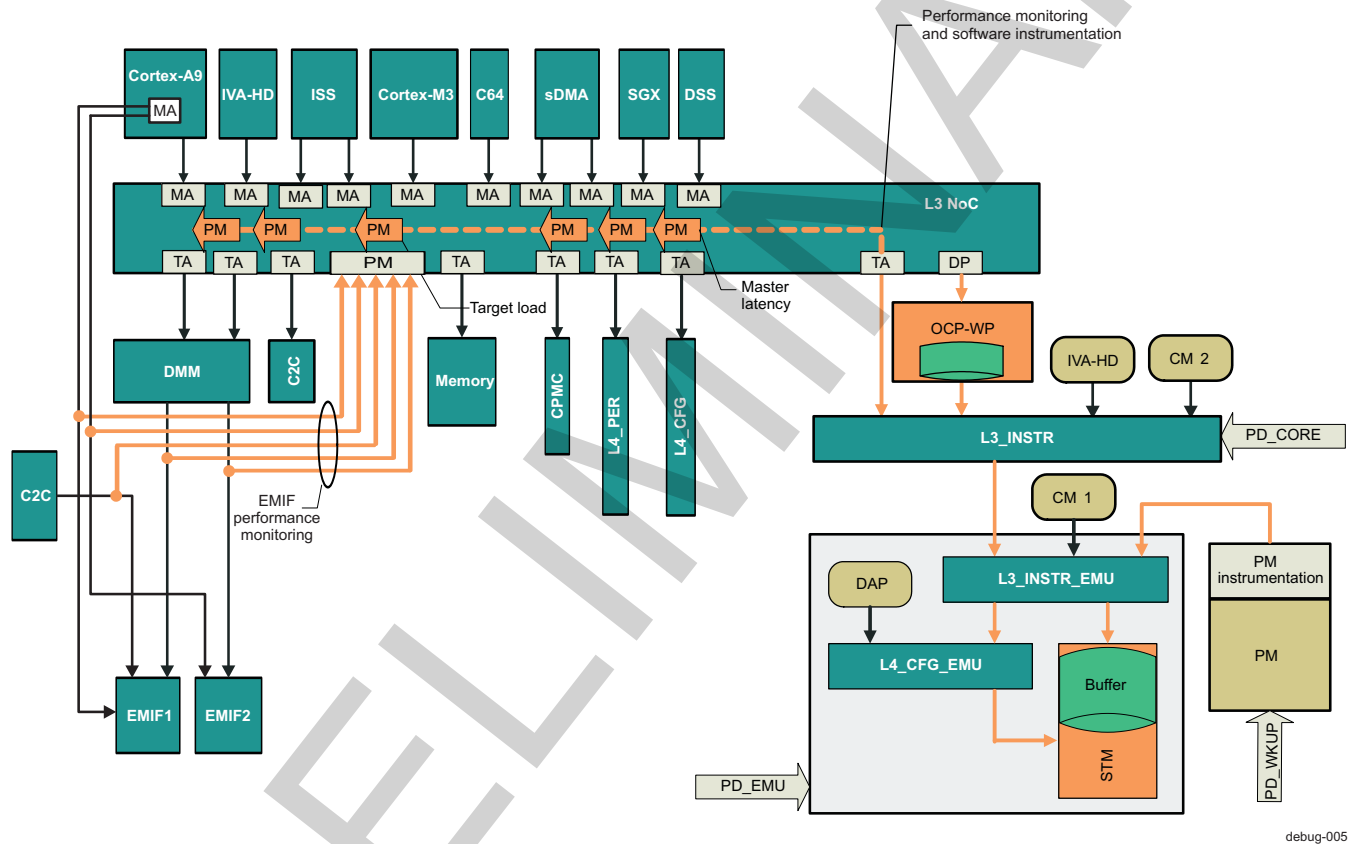 Performance monitoring
and software instrumentation
Cortex-A9
MA
IVA-HD
ISS
Cortex-M3
C64
sDMA
SGX
DSS
MA
MA
MA
MA
MA
MA
MA
MA
MA
MA
L3 NoC
PM
PM
PM
PM
PM
PM
TA
TA
TA
PM
TA
TA
TA
TA
TA
DP
Target load
Master
latency
DMM
C2C
Memory
CPMC
L4_PER
L4_CFG
OCP-WP
IVA-HD
CM 2
L3_INSTR
PD_CORE
C2C
EMIF
performance
monitoring
CM 1
L3_INSTR_EMU
DAP
L4_CFG_EMU
Buffer
STM
PM
instrumentation
PM
EMIF1
EMIF2
PD_EMU
PD_WKUP
debug-005
ELIMINA